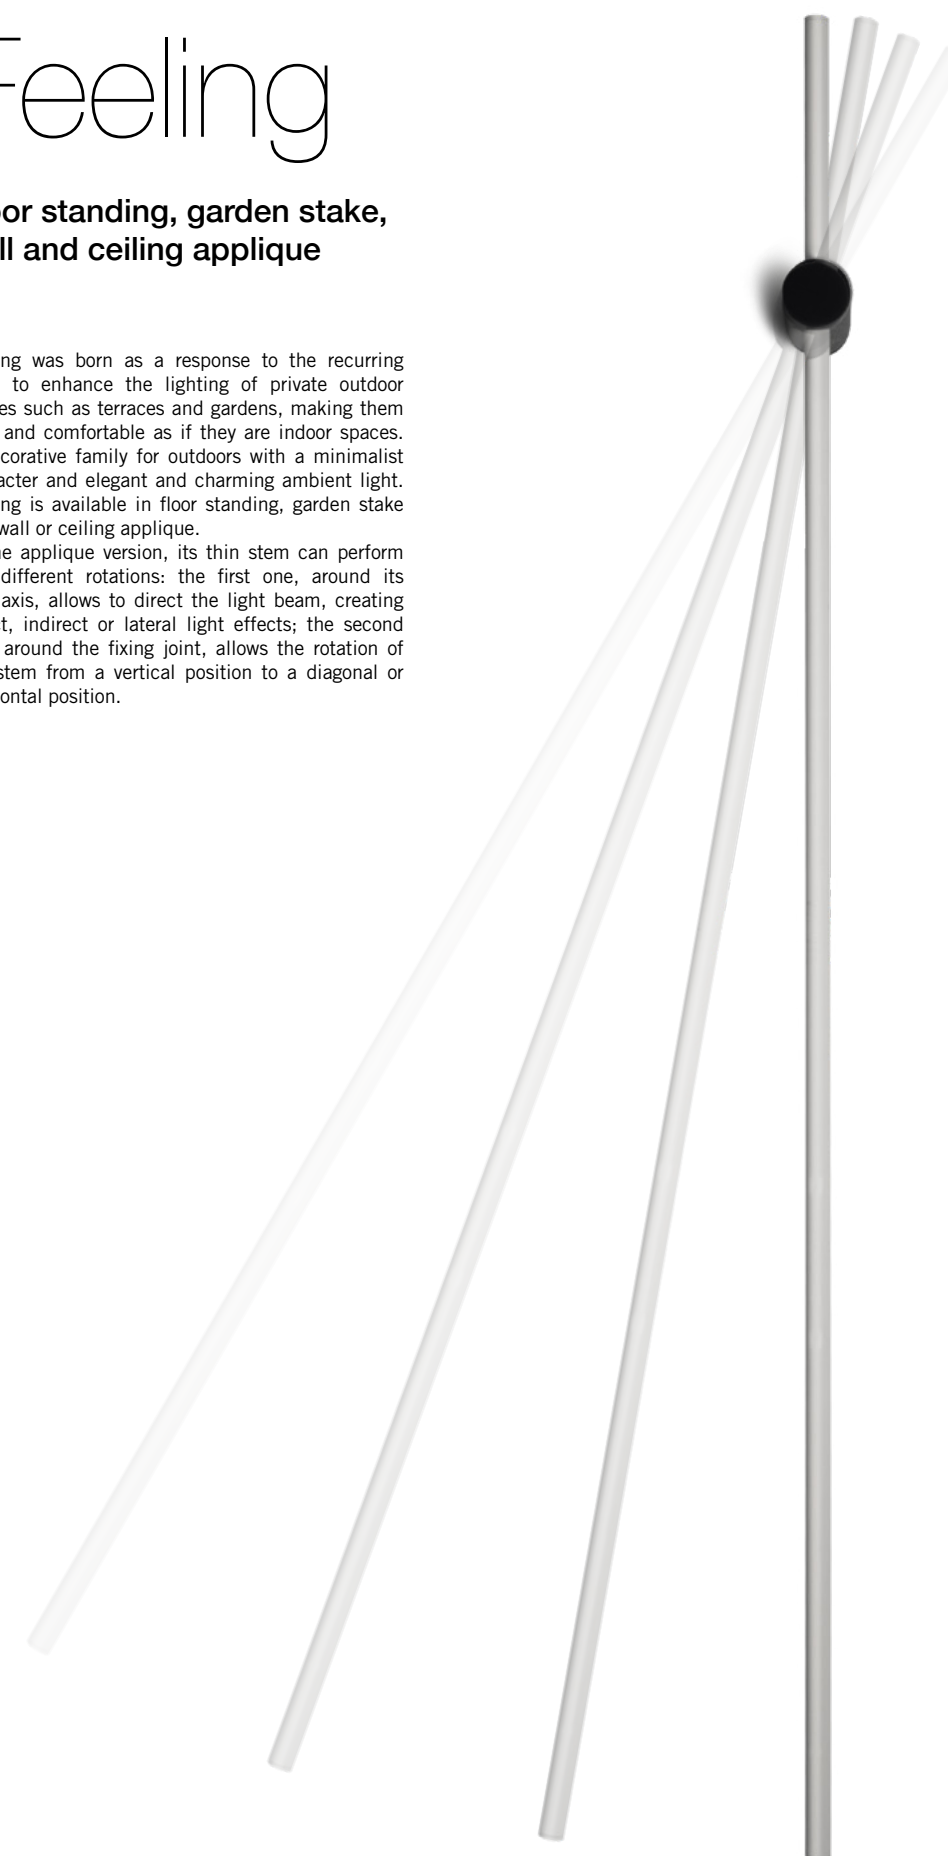 Feeling
oor standing, garden stake,
ll and ceiling applique
ng was born as a response to the recurring
to enhance the lighting of private outdoor
es such as terraces and gardens, making them
and comfortable as if they are indoor spaces.
corative family for outdoors with a minimalist
acter and elegant and charming ambient light.
ng is available in floor standing, garden stake
wall or ceiling applique.
ne applique version, its thin stem can perform
different rotations: the first one, around its
axis, allows to direct the light beam, creating
ct, indirect or lateral light effects; the second
around the fixing joint, allows the rotation of
stem from a vertical position to a diagonal or
ontal position.